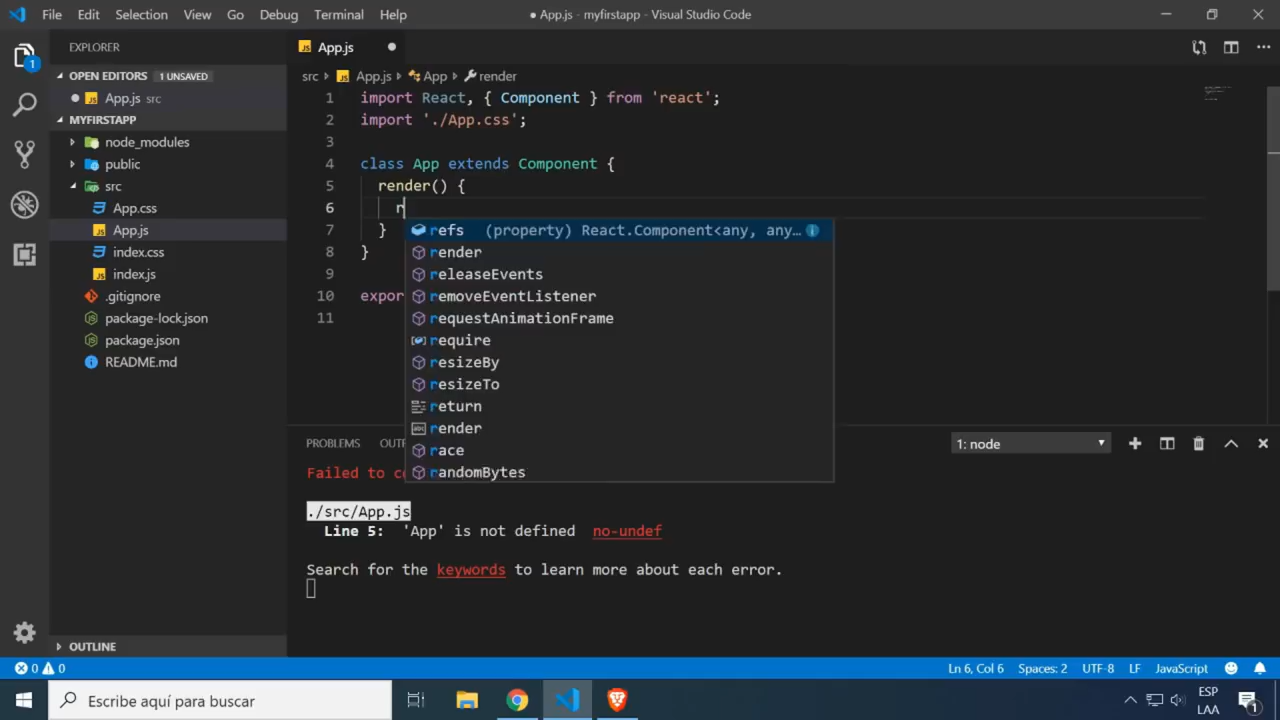 File Edit Selection View Go Debug Terminal Help
● App.js - myfirstapp - Visual Studio Code
EXPLORER
OPEN EDITORS 1 UNSAVED
App.js src
MYFIRSTAPP
node_modules
public
src
App.css
App.js
index.css
index.js
.gitignore
package-lock.json
package.json
README.md
OUTLINE
1
App.js
src App.js App render
1 import React, { Component } from 'react';
2 import './App.css';
3
4 class App extends Component {
5 render() {
6 r
7 }
8 }
9
10 expor
11
refs (property) React.Component<any, any…
render
releaseEvents
removeEventListener
requestAnimationFrame
require
resizeBy
resizeTo
return
render
race
randomBytes
PROBLEMS OUT
1: node
Failed to c
./src/App.js
Line 5: 'App' is not defined no-undef
Search for the keywords to learn more about each error.
0 0
Ln 6, Col 6 Spaces: 2 UTF-8 LF JavaScript
Escribe aquí para buscar
ESP
LAA
1